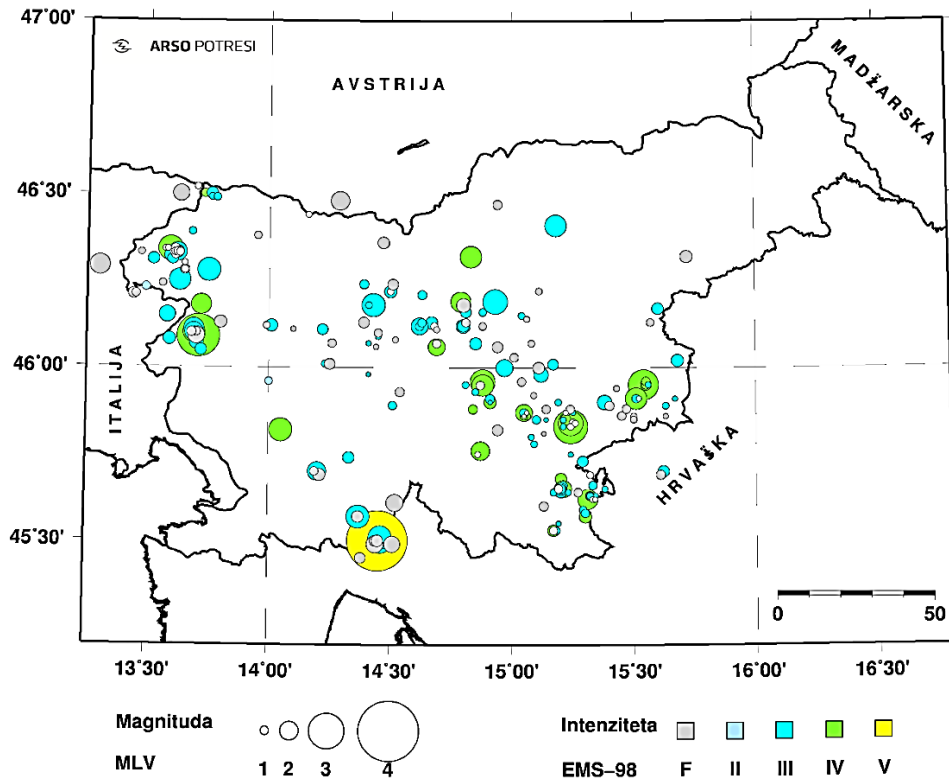 47°00'
ARSO POTRESI
AVSTRIJA
MADŽARSKA
46°30'
46°00'
ITALIJA
HRVAŠKA
45°30'
0 50
13°30' 14°00' 14°30' 15°00' 15°30' 16°00' 16°30'
Magnituda Intenziteta
MLV 1 2 3 4 EMS–98 F II III IV V